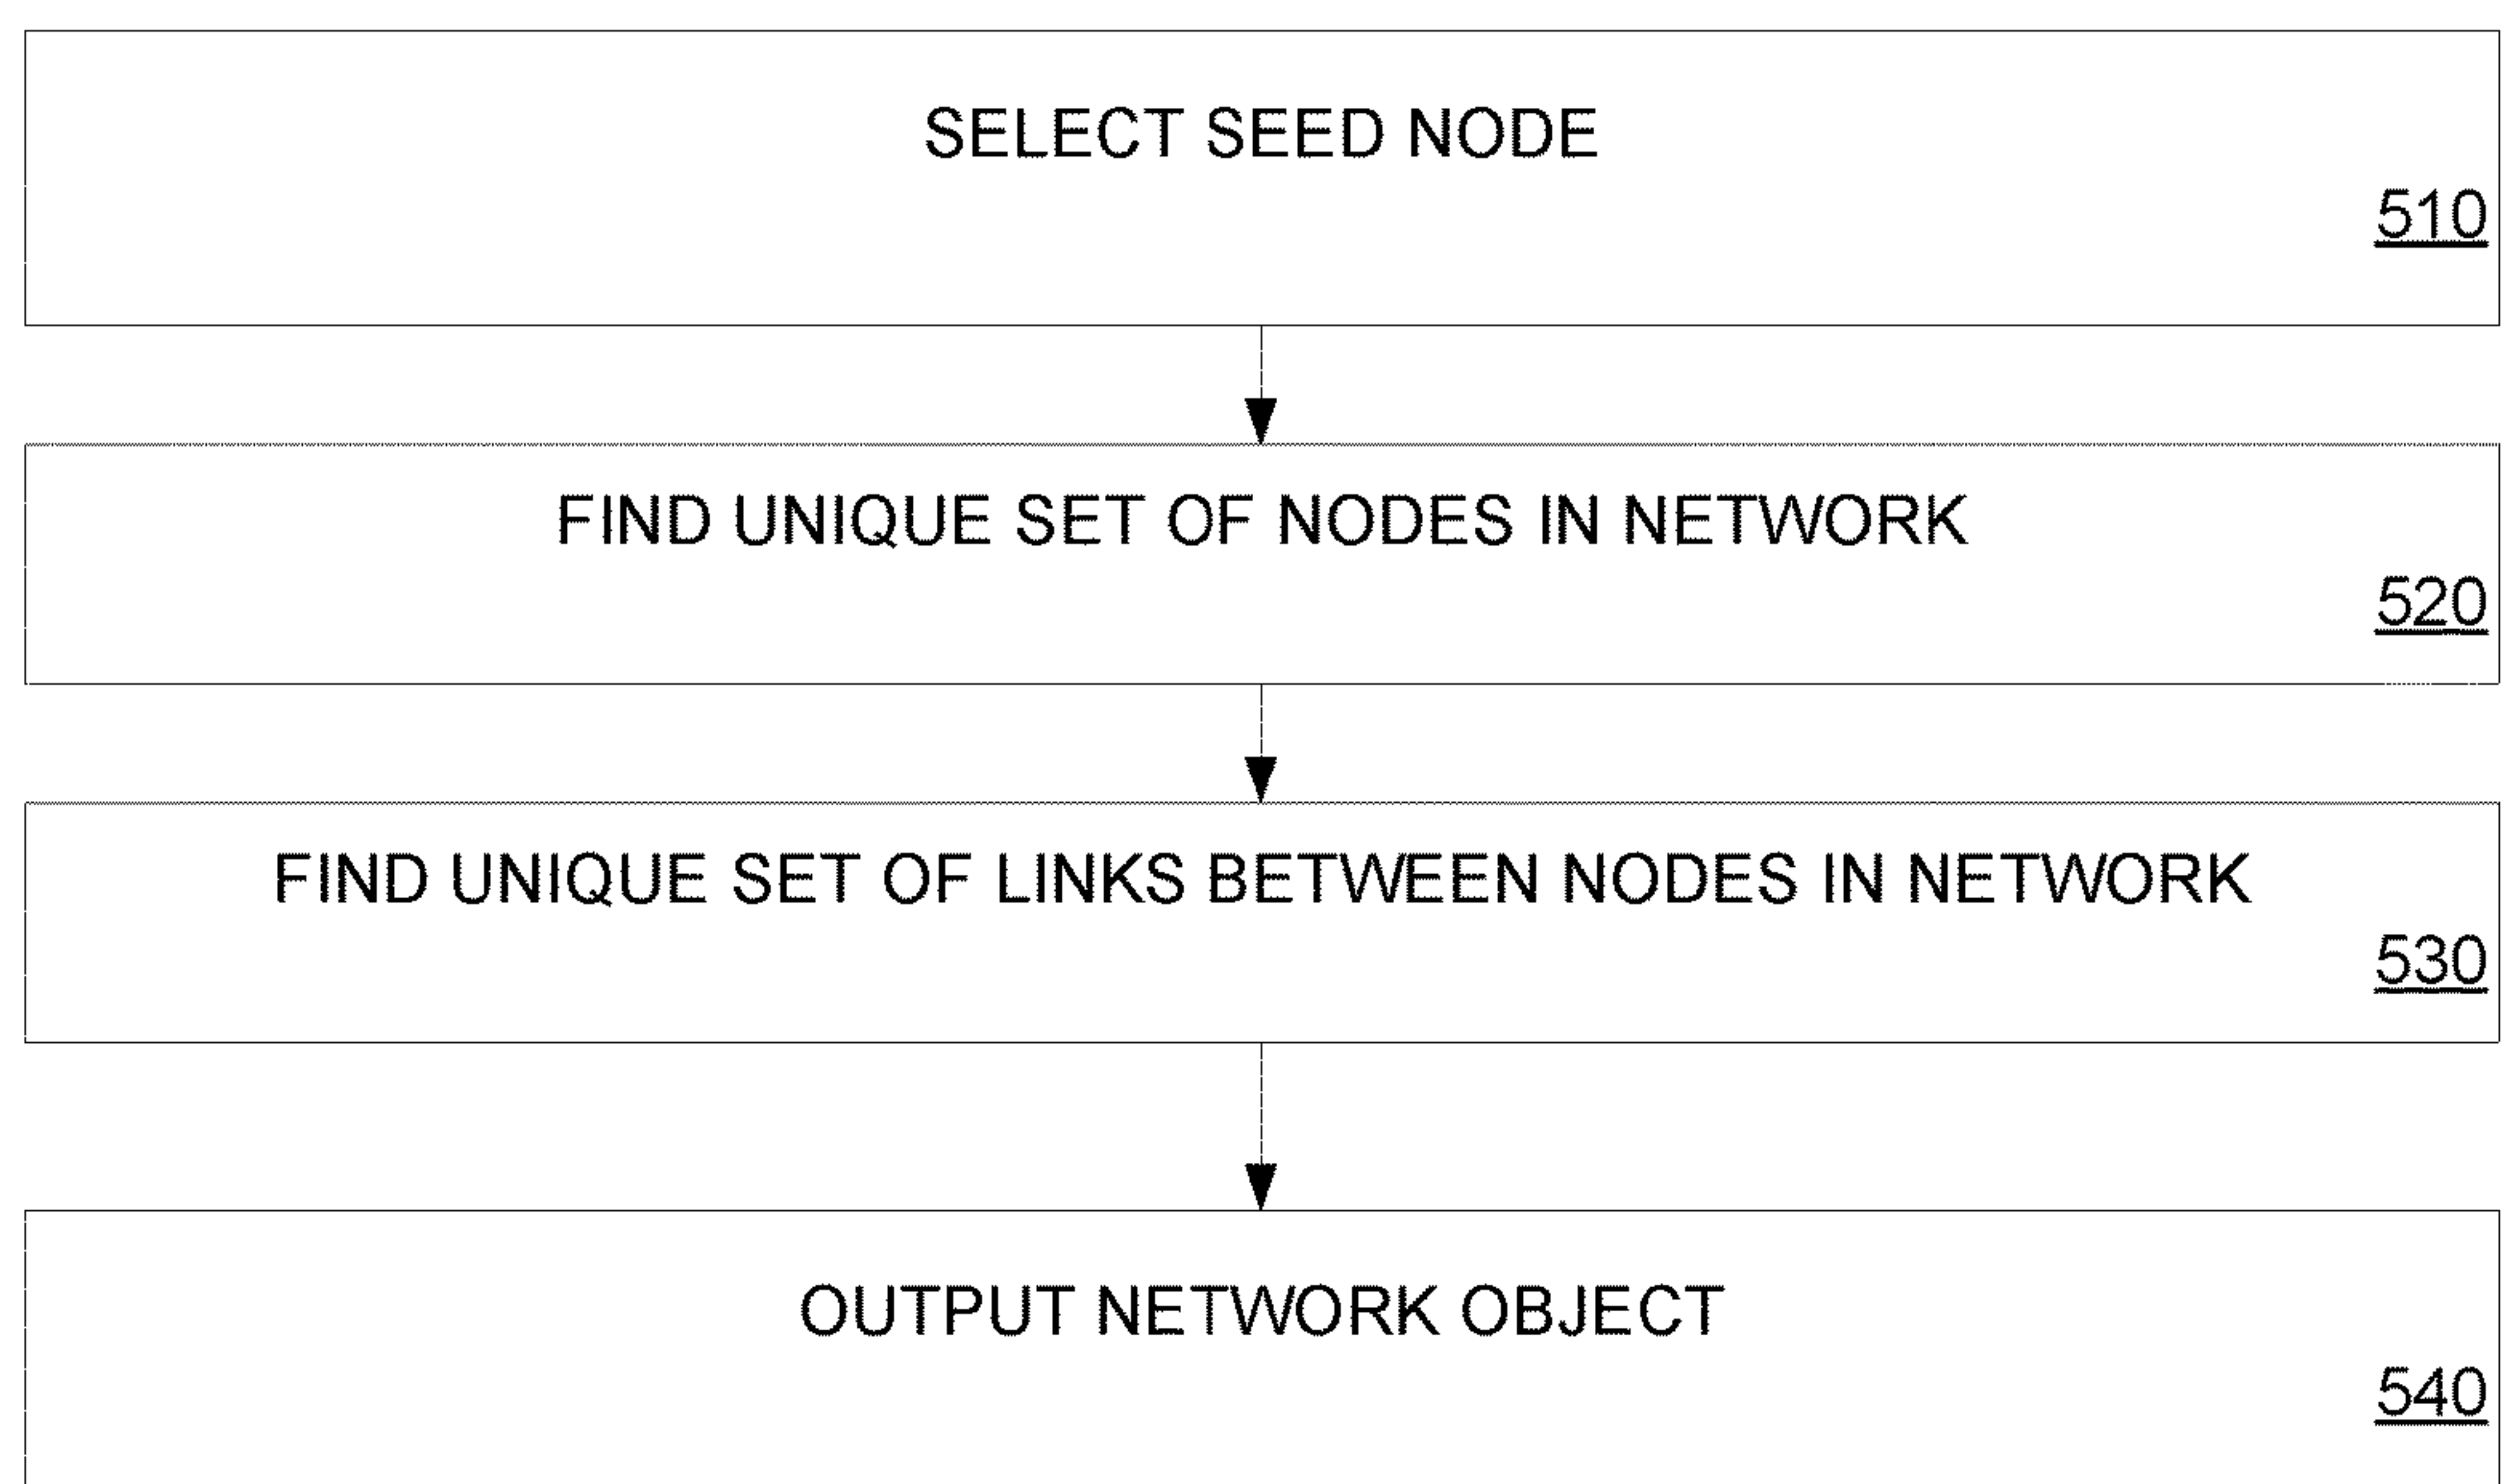 SELECT SEED NODE
510
FIND UNIQUE SET OF NODES IN NETWORK
520
FIND UNIQUE SET OF LINKS BETWEEN NODES IN NETWORK
530
OUTPUT NETWORK OBJECT
540